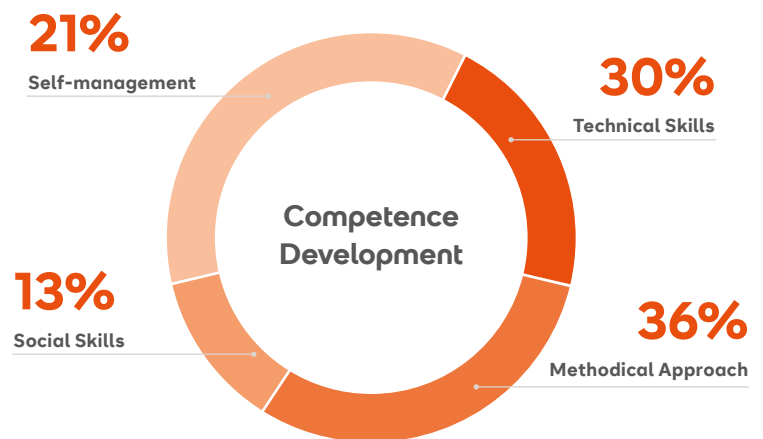 21%
Self-management
30%
Technical Skills
Competence
Development
13%
Social Skills
36%
Methodical Approach